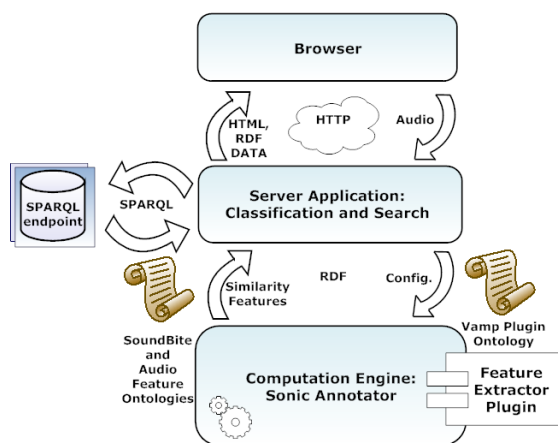 Browser
HTML,
RDF
DATA
HTTP
Audio
SPARQL
endpoint
SPARQL
Server Application:
Classification and Search
Similarity
Features
RDF
Config.
SoundBite
and
Audio
Feature
Ontologies
Vamp Plugin
Ontology
Computation Engine:
Sonic Annotator
Feature
Extractor
Plugin